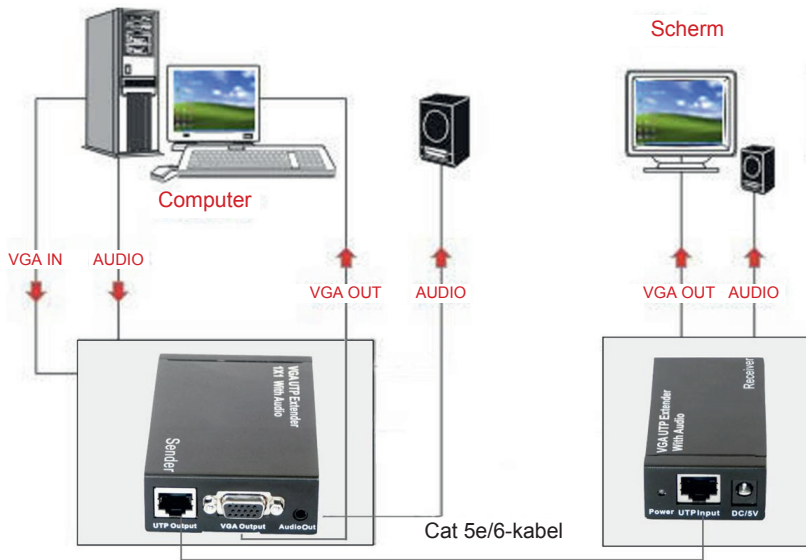 Scherm
Computer
VGA IN
AUDIO
VGA OUT
AUDIO
VGA OUT
AUDIO
VGA UTP Extender
1X1 With Audio
Sender
UTP Output
VGA Output
AudioOut
Receiver
VGA UTP Extender
With Audio
Power
UTP Input
DC/5V
Cat 5e/6-kabel